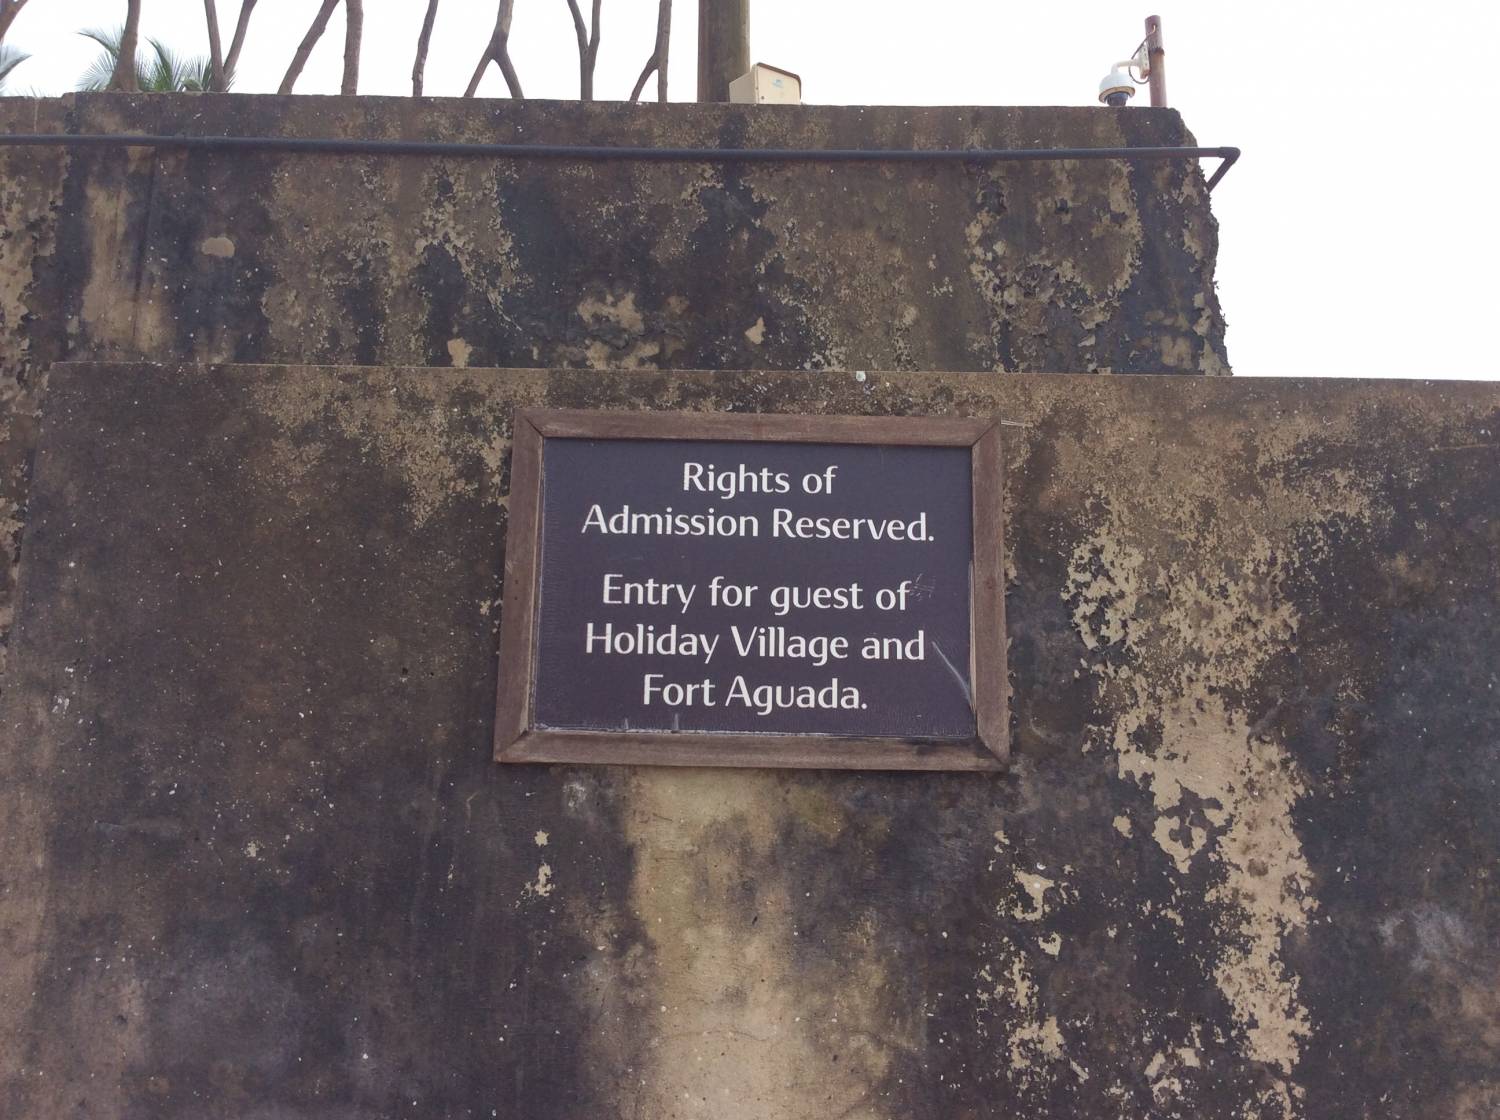 Rights of
Admission Reserved.
Entry for guest of
Holiday Village and
Fort Aguada.